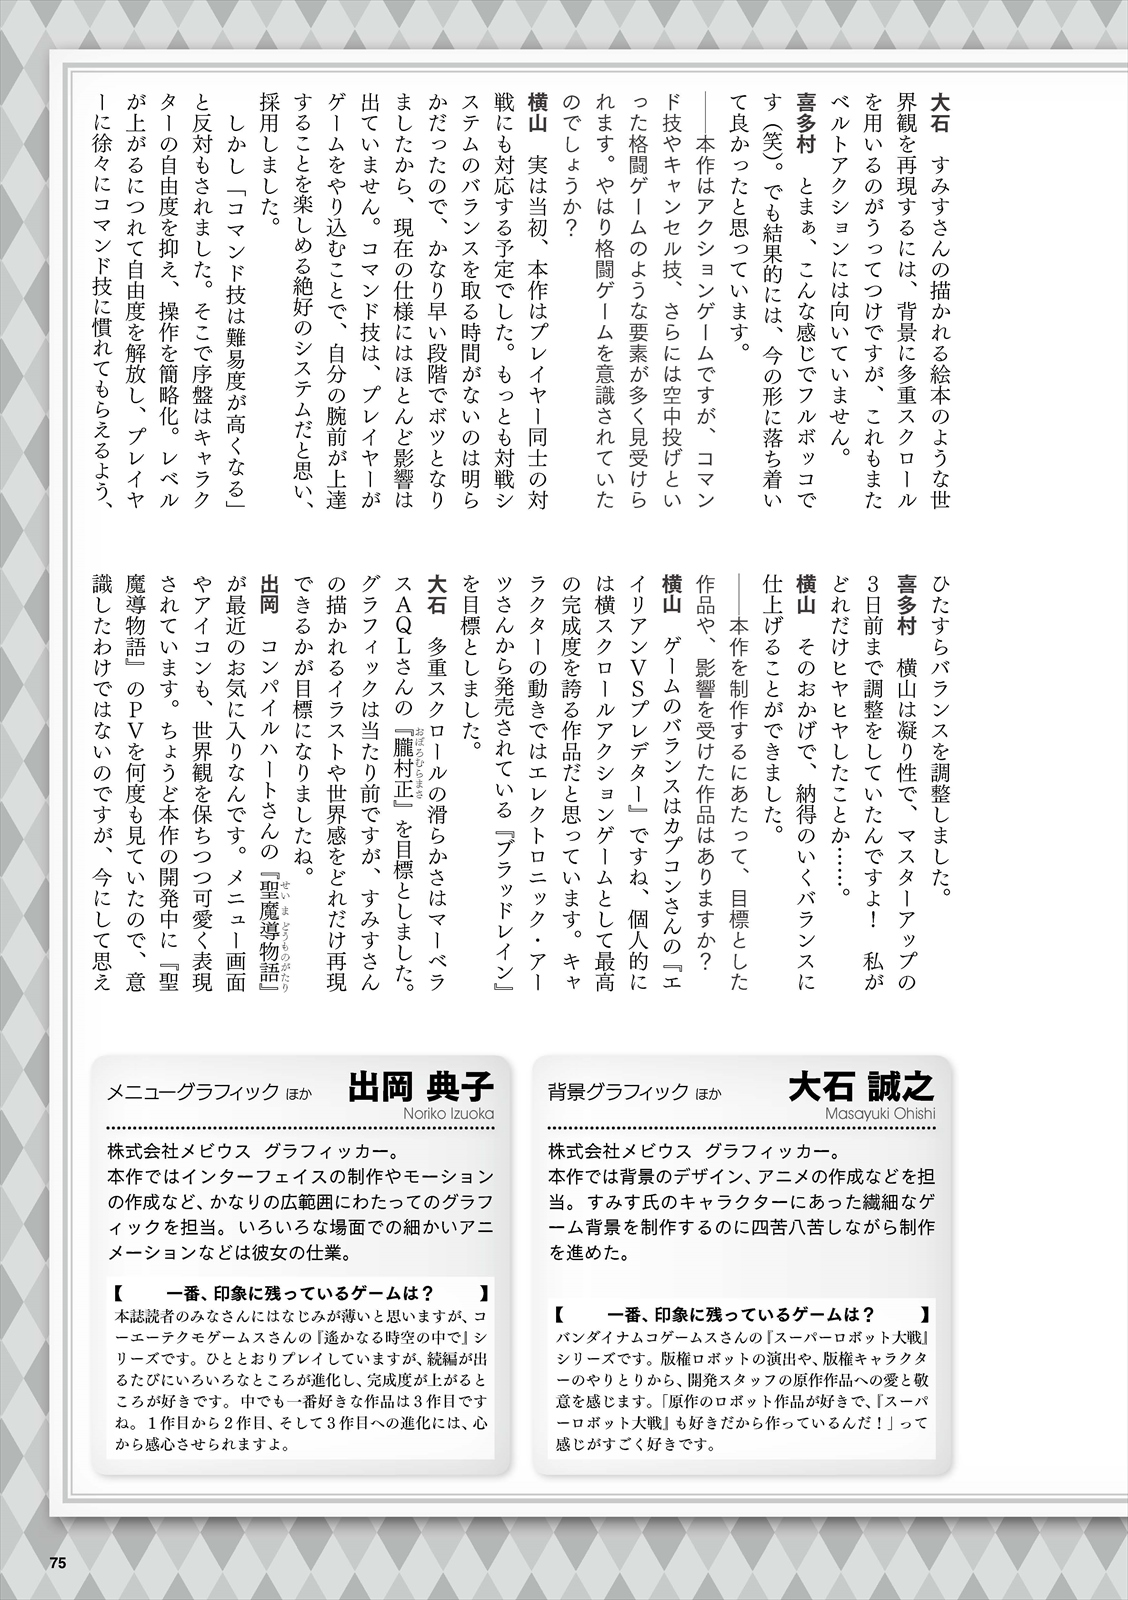 大石　すみすさんの描かれる絵本のような世
界観を再現するには、背景に多重スクロール
を用いるのがうってつけですが、これもまた
ベルトアクションには向いていません。
喜多村　とまぁ、こんな感じでフルボッコで
す（笑）。でも結果的には、今の形に落ち着い
て良かったと思っています。
――本作はアクションゲームですが、コマン
ド技やキャンセル技、さらには空中投げとい
った格闘ゲームのような要素が多く見受けら
れます。やはり格闘ゲームを意識されていた
のでしょうか？
横山　実は当初、本作はプレイヤー同士の対
戦にも対応する予定でした。もっとも対戦シ
ステムのバランスを取る時間がないのは明ら
かだったので、かなり早い段階でボツとなり
ましたから、現在の仕様にはほとんど影響は
出ていません。コマンド技は、プレイヤーが
ゲームをやり込むことで、自分の腕前が上達
することを楽しめる絶好のシステムだと思い、
採用しました。
　しかし「コマンド技は難易度が高くなる」
と反対もされました。そこで序盤はキャラク
ターの自由度を抑え、操作を簡略化。レベル
が上がるにつれて自由度を解放し、プレイヤ
ーに徐々にコマンド技に慣れてもらえるよう、
ひたすらバランスを調整しました。
喜多村　横山は凝り性で、マスターアップの
３日前まで調整をしていたんですよ！　私が
どれだけヒヤヒヤしたことか……。
横山　そのおかげで、納得のいくバランスに
仕上げることができました。
――本作を制作するにあたって、目標とした
作品や、影響を受けた作品はありますか？
横山　ゲームのバランスはカプコンさんの『エ
イリアンＶＳプレデター』ですね、個人的に
は横スクロールアクションゲームとして最高
の完成度を誇る作品だと思っています。キャ
ラクターの動きではエレクトロニック・アー
ツさんから発売されている『ブラッドレイン』
を目標としました。
大石　多重スクロールの滑らかさはマーベラ
スＡＱＬさんの『朧村正』を目標としました。
おぼろむらまさ
グラフィックは当たり前ですが、すみすさん
の描かれるイラストや世界感をどれだけ再現
できるかが目標になりましたね。
出岡　コンパイルハートさんの『聖魔導物語』
せいまどうものがたり
が最近のお気に入りなんです。メニュー画面
やアイコンも、世界観を保ちつつ可愛く表現
されています。ちょうど本作の開発中に『聖
魔導物語』のＰＶを何度も見ていたので、意
識したわけではないのですが、今にして思え
大石 誠之
背景グラフィック ほか
Masayuki Ohishi
株式会社メビウス グラフィッカー。
本作では背景のデザイン、アニメの作成などを担
当。すみす氏のキャラクターにあった繊細なゲ
ーム背景を制作するのに四苦八苦しながら制作
を進めた。
【　一番、印象に残っているゲームは？　】
バンダイナムコゲームスさんの『スーパーロボット大戦』
シリーズです。版権ロボットの演出や、版権キャラクタ
ーのやりとりから、開発スタッフの原作作品への愛と敬
意を感じます。「原作のロボット作品が好きで、『スーパ
ーロボット大戦』も好きだから作っているんだ！」って
感じがすごく好きです。
出岡 典子
メニューグラフィック ほか
Noriko Izuoka
株式会社メビウス グラフィッカー。
本作ではインターフェイスの制作やモーション
の作成など、かなりの広範囲にわたってのグラフ
ィックを担当。いろいろな場面での細かいアニ
メーションなどは彼女の仕業。
【　一番、印象に残っているゲームは？　】
本誌読者のみなさんにはなじみが薄いと思いますが、コ
ーエーテクモゲームスさんの『遙かなる時空の中で』シ
リーズです。ひととおりプレイしていますが、続編が出
るたびにいろいろなところが進化し、完成度が上がると
ころが好きです。中でも一番好きな作品は３作目です
ね。１作目から２作目、そして３作目への進化には、心
から感心させられますよ。
75